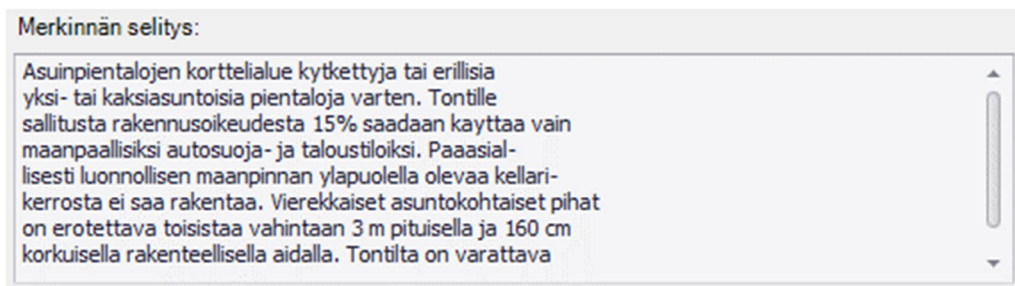 Merkinnän selitys:
Asuinpientalojen korttelialue kytkettyja tai erillisia
yksi- tai kaksiasuntoisia pientaloja varten. Tontille
sallitusta rakennusoikeudesta 15% saadaan kayttaa vain
maanpaallisiksi autosuoja- ja taloustiloiksi. Paaasial-
lisesti luonnollisen maanpinnan ylapuolella olevaa kellari-
kerrosta ei saa rakentaa. Vierekkaiset asuntokohtaiset pihat
on erotettava toisistaa vahintaan 3 m pituisella ja 160 cm
korkuisella rakenteellisella aidalla. Tontilta on varattava